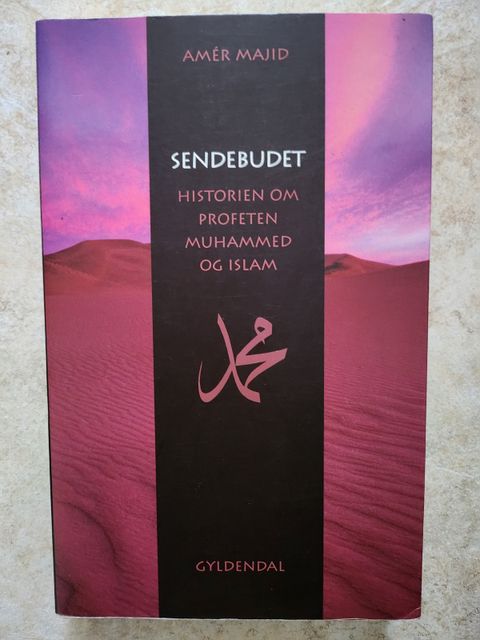 AMÉR MAJID
SENDEBUDET
HISTORIEN OM
PROFETEN
MUHAMMED
OG ISLAM
محمد
GYLDENDAL